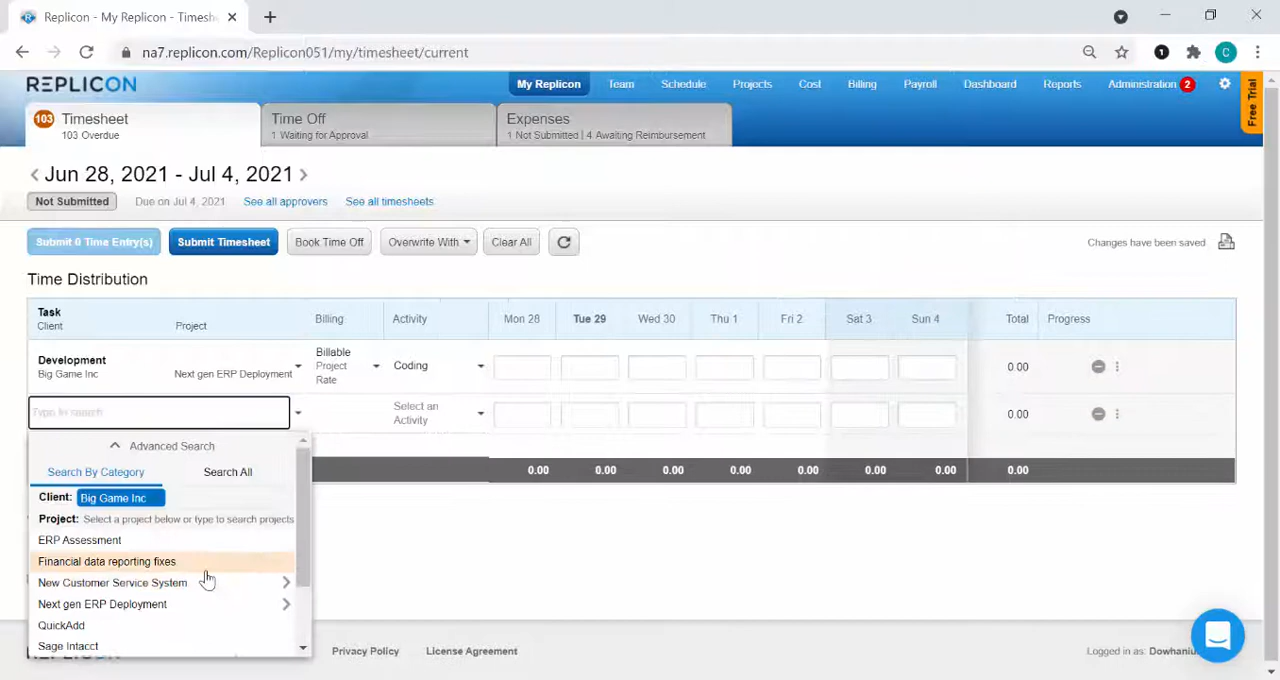 Replicon - My Replicon - Timesh
na7.replicon.com/Replicon051/my/timesheet/current
1
C
REPLICON
My Replicon Team Schedule Projects Cost Billing Payroll Dashboard Reports Administration 2
Free Trial
103 Timesheet
103 Overdue
Time Off
1 Waiting for Approval
Expenses
1 Not Submitted | 4 Awaiting Reimbursement
Jun 28, 2021 - Jul 4, 2021
Not Submitted Due on Jul 4, 2021 See all approvers See all timesheets
Submit 0 Time Entry(s) Submit Timesheet Book Time Off Overwrite With Clear All Changes have been saved
Time Distribution
Task
Client Project Billing Activity Mon 28 Tue 29 Wed 30 Thu 1 Fri 2 Sat 3 Sun 4 Total Progress
Development
Big Game Inc Next gen ERP Deployment
Billable
Project
Rate
Coding 0.00
Type to search
Select an
Activity
0.00
0.00 0.00 0.00 0.00 0.00 0.00 0.00 0.00
Advanced Search
Search By Category Search All
Client: Big Game Inc
Project: Select a project below or type to search projects
ERP Assessment
Financial data reporting fixes
New Customer Service System
Next gen ERP Deployment
QuickAdd
Sage Intacct
Privacy Policy License Agreement Logged in as: